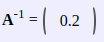 A⁻¹ = ( 0.2 )